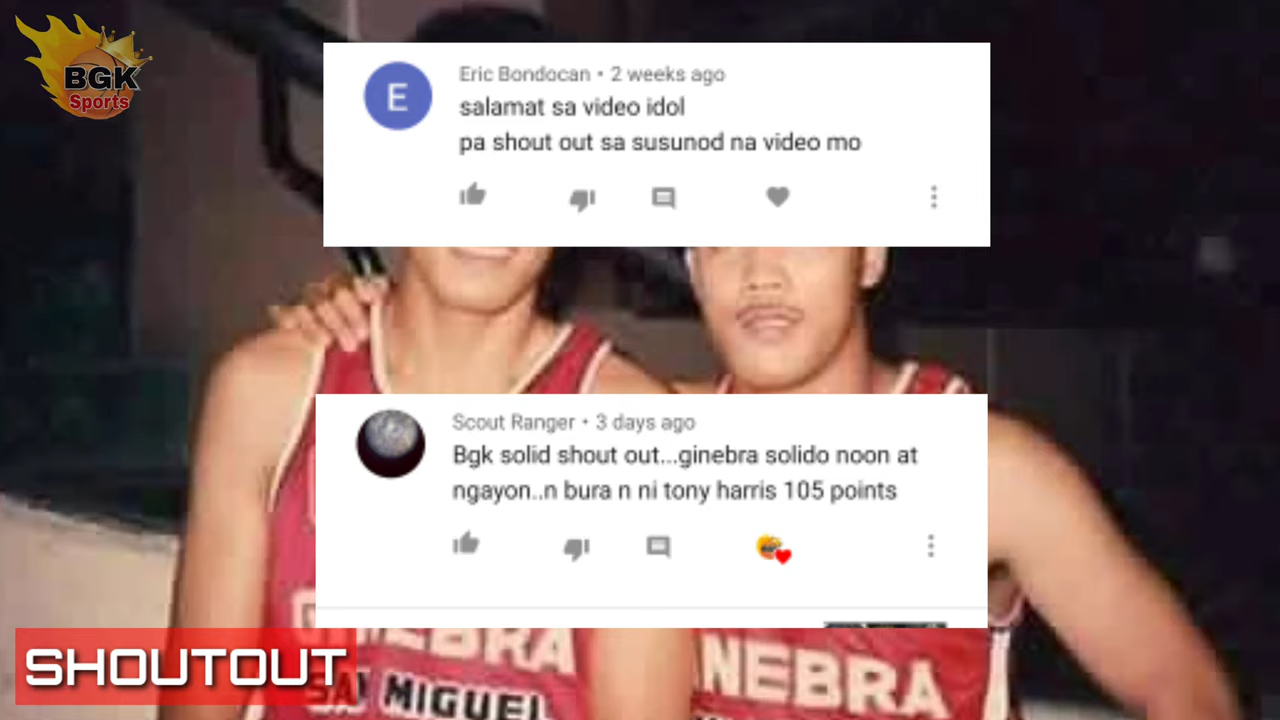 BGK
Sports
E
Eric Bondocan • 2 weeks ago
salamat sa video idol
pa shout out sa susunod na video mo
Scout Ranger • 3 days ago
Bgk solid shout out...ginebra solido noon at
ngayon..n bura n ni tony harris 105 points
GINEBRA
NEBRA
SHOUTOUT
SAN MIGUEL